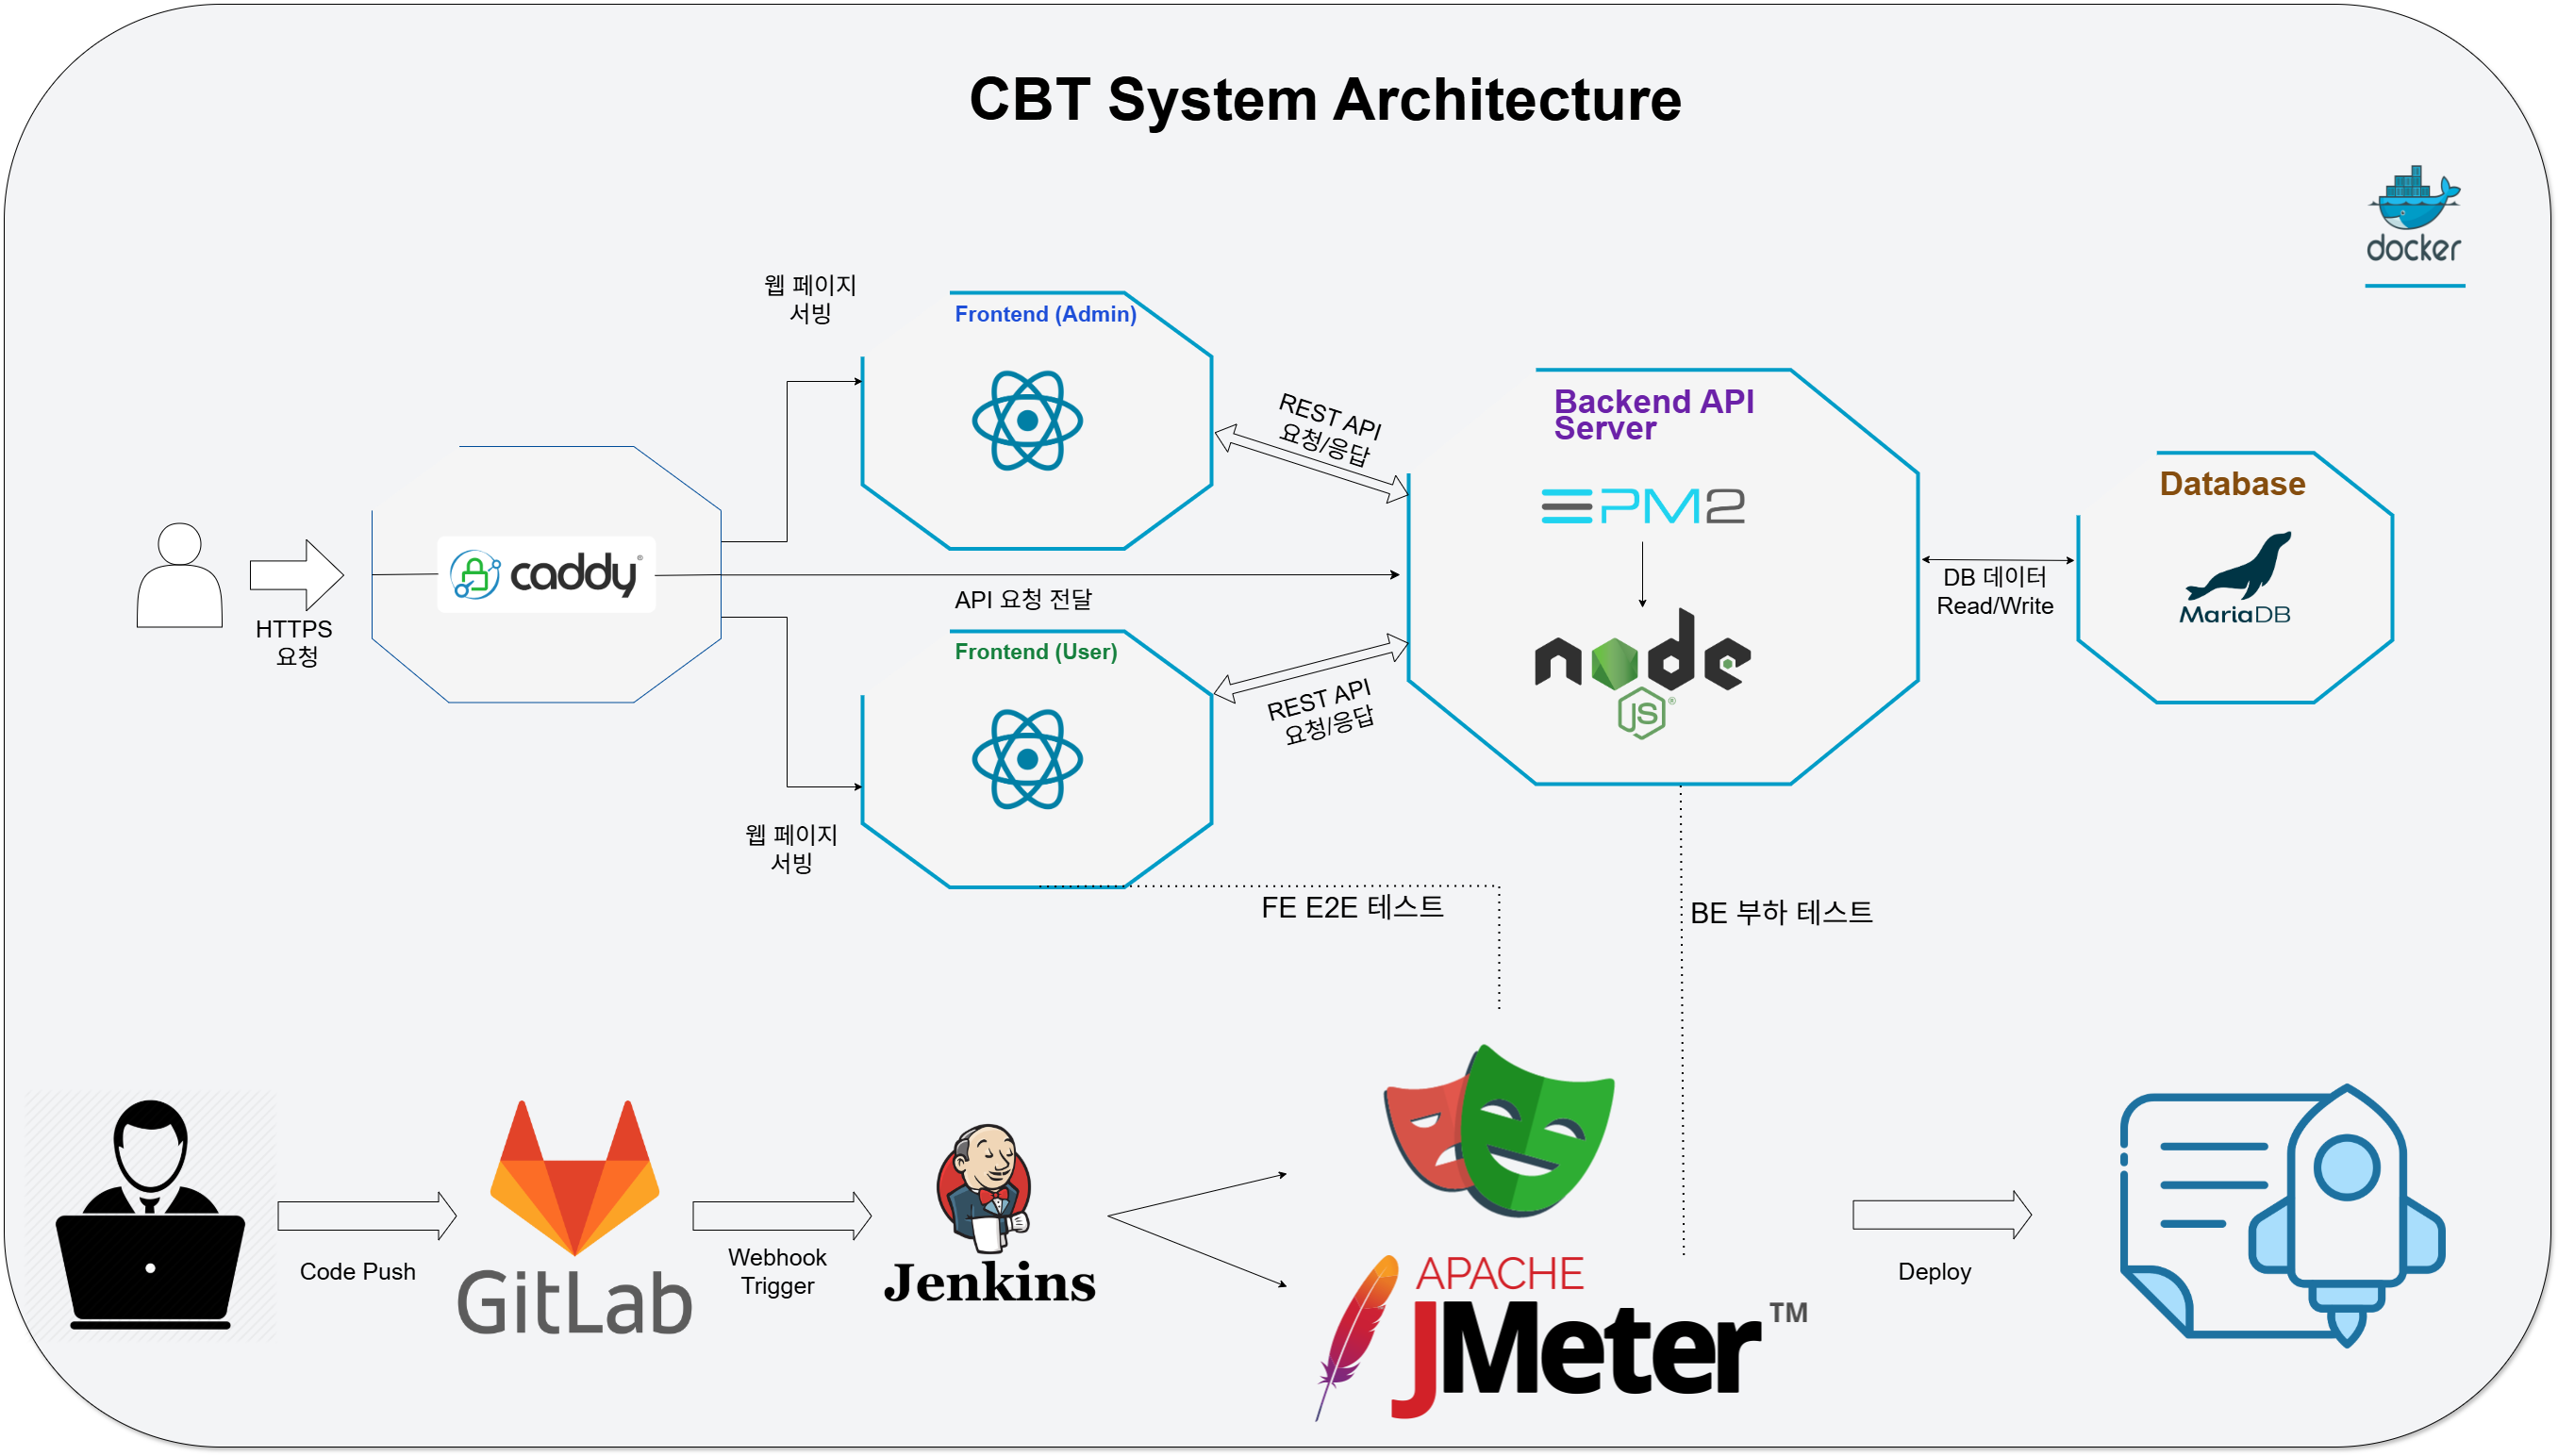 CBT System Architecture
docker
웹 페이지
서빙
Frontend (Admin)
REST API
요청/응답
Backend API
Server
PM2
Database
MariaDB
caddy
HTTPS
요청
API 요청 전달
DB 데이터
Read/Write
node
JS
Frontend (User)
REST API
요청/응답
웹 페이지
서빙
FE E2E 테스트
BE 부하 테스트
Code Push
GitLab
Webhook
Trigger
Jenkins
APACHE
JMeter TM
Deploy